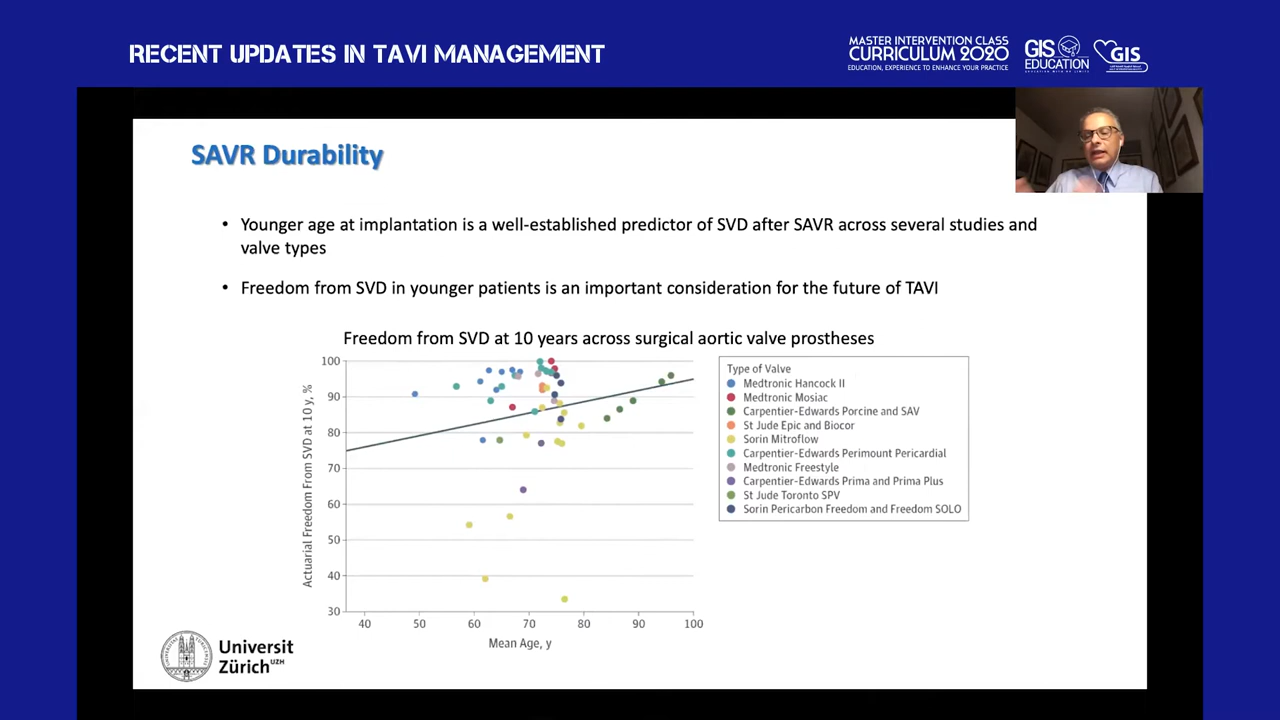 RECENT UPDATES IN TAVI MANAGEMENT
MASTER INTERVENTION CLASS
CURRICULUM 2020
EDUCATION, EXPERIENCE TO ENHANCE YOUR PRACTICE
GIS
EDUCATION
GIS
SAVR Durability
• Younger age at implantation is a well-established predictor of SVD after SAVR across several studies and
valve types
• Freedom from SVD in younger patients is an important consideration for the future of TAVI
Freedom from SVD at 10 years across surgical aortic valve prostheses
Actuarial Freedom From SVD at 10 y, %
100
90
80
70
60
50
40
30
40 50 60 70 80 90 100
Mean Age, y
Type of Valve
Medtronic Hancock II
Medtronic Mosiac
Carpentier-Edwards Porcine and SAV
St Jude Epic and Biocor
Sorin Mitroflow
Carpentier-Edwards Perimount Pericardial
Medtronic Freestyle
Carpentier-Edwards Prima and Prima Plus
St Jude Toronto SPV
Sorin Pericarbon Freedom and Freedom SOLO
Universit
Zürich UZH